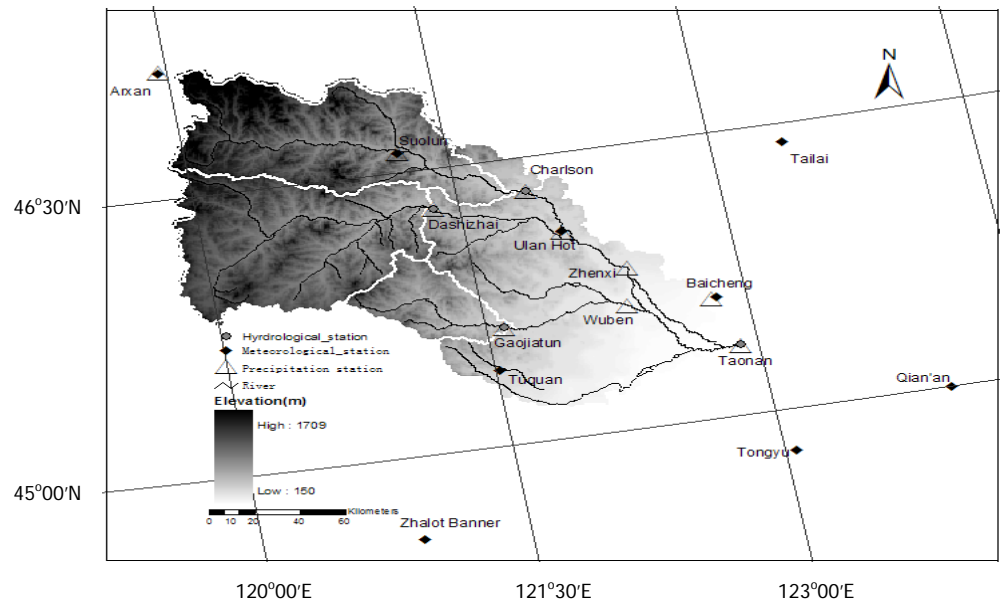 N
Arxan
Suolun
Tailai
Charlson
46°30′N
Dashizhai
Ulan Hot
Zhenxi
Baicheng
Wuben
Gaojiatun
Taonan
Tuquan
Qian'an
Hyrdrological_station
Meteorological_station
Precipitation station
River
Elevation(m)
High : 1709
Low : 150
Tongyu
45°00′N
0 10 20 40 60 Kilometers
Zhalot Banner
120°00′E 121°30′E 123°00′E